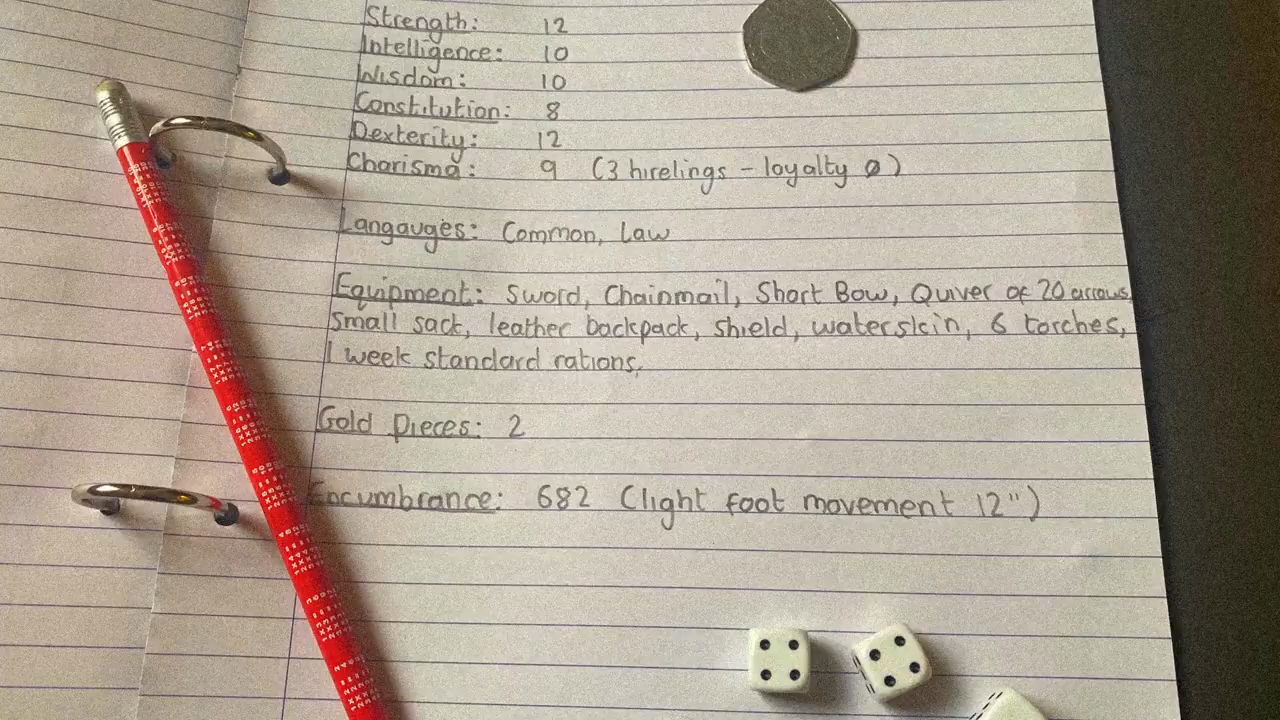 Strength: 12
Intelligence: 10
Wisdom: 10
Constitution: 8
Dexterity: 12
Charisma: 9 (3 hirelings - loyalty 0)
Langauges: Common, Law
Equipment: Sword, Chainmail, Short Bow, Quiver of 20 arrows,
small sack, leather backpack, shield, waterskin, 6 torches,
1 week standard rations,
Gold Pieces: 2
Encumbrance: 682 (light foot movement 12")